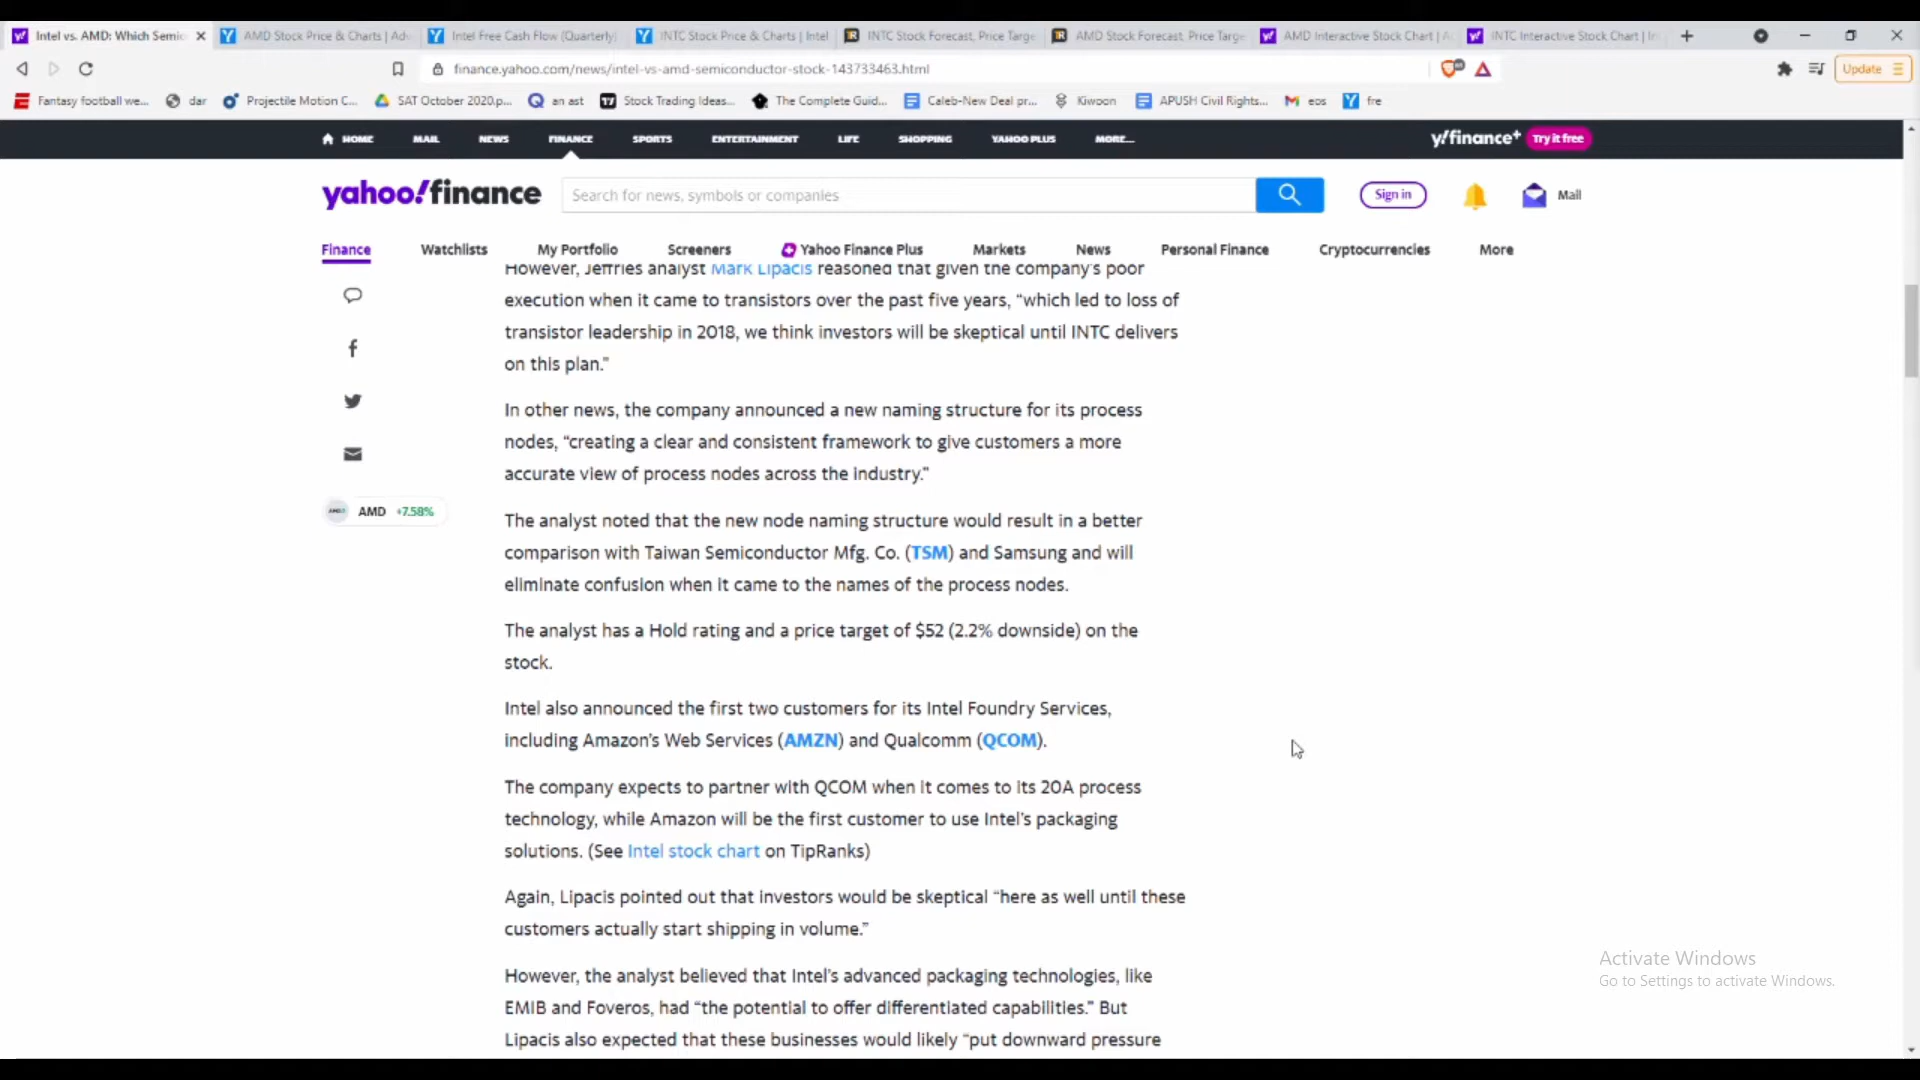 Intel vs. AMD: Which Semic
AMD Stock Price & Charts | Adv
Intel Free Cash Flow (Quarterly)
INTC Stock Price & Charts | Intel
INTC Stock Forecast, Price Targe
AMD Stock Forecast, Price Targe
AMD Interactive Stock Chart | A
INTC Interactive Stock Chart | In
finance.yahoo.com/news/intel-vs-amd-semiconductor-stock-143733463.html
Update
Fantasy football we...
dar
Projectile Motion C...
SAT October 2020.p...
an ast
Stock Trading Ideas...
The Complete Guid...
Caleb-New Deal pr...
Kiwoon
APUSH Civil Rights...
eos
fre
HOME
MAIL
NEWS
FINANCE
SPORTS
ENTERTAINMENT
LIFE
SHOPPING
YAHOO PLUS
MORE...
y!finance+
Try it free
yahoo!finance
Search for news, symbols or companies
Sign in
Mail
Finance
Watchlists
My Portfolio
Screeners
Yahoo Finance Plus
Markets
News
Personal Finance
Cryptocurrencies
More
However, Jeffries analyst Mark Lipacis reasoned that given the company's poor
execution when it came to transistors over the past five years, “which led to loss of
transistor leadership in 2018, we think investors will be skeptical until INTC delivers
on this plan.”
In other news, the company announced a new naming structure for its process
nodes, “creating a clear and consistent framework to give customers a more
accurate view of process nodes across the industry.”
AMD +7.58%
The analyst noted that the new node naming structure would result in a better
comparison with Taiwan Semiconductor Mfg. Co. (TSM) and Samsung and will
eliminate confusion when it came to the names of the process nodes.
The analyst has a Hold rating and a price target of $52 (2.2% downside) on the
stock.
Intel also announced the first two customers for its Intel Foundry Services,
including Amazon's Web Services (AMZN) and Qualcomm (QCOM).
The company expects to partner with QCOM when it comes to its 20A process
technology, while Amazon will be the first customer to use Intel's packaging
solutions. (See Intel stock chart on TipRanks)
Again, Lipacis pointed out that investors would be skeptical “here as well until these
customers actually start shipping in volume.”
However, the analyst believed that Intel's advanced packaging technologies, like
EMIB and Foveros, had “the potential to offer differentiated capabilities.” But
Lipacis also expected that these businesses would likely “put downward pressure
Activate Windows
Go to Settings to activate Windows.